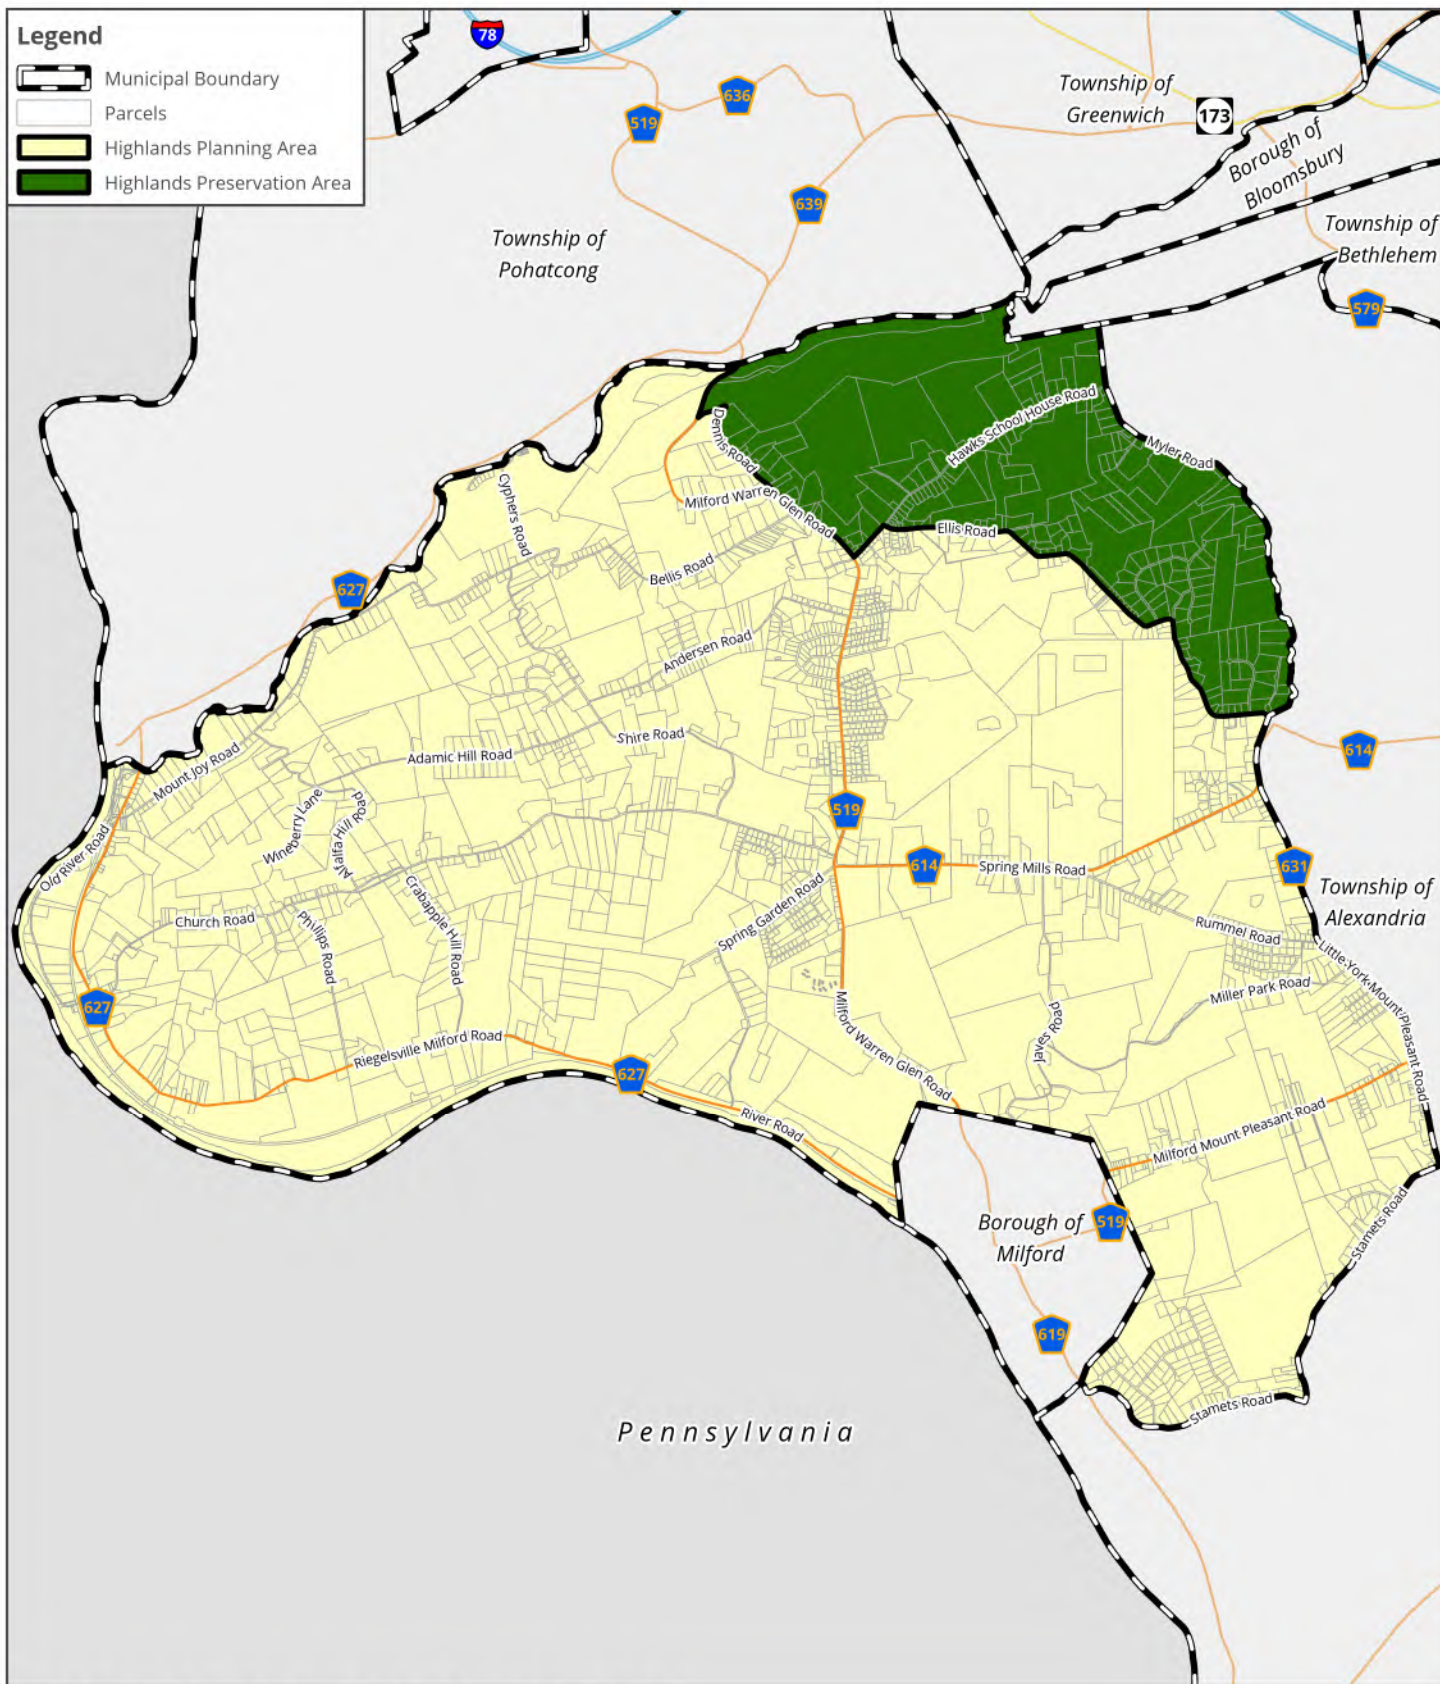 Legend
Municipal Boundary
Parcels
Highlands Planning Area
Highlands Preservation Area
78
636
519
639
Township of
Greenwich
173
Borough of
Bloomsbury
Township of
Bethlehem
579
Township of
Pohatcong
Hawks School House Road
Myler Road
Dennis Road
Milford Warren Glen Road
Ellis Road
Cyphers Road
Bellis Road
627
Andersen Road
Shire Road
Adamic Hill Road
Mount Joy Road
614
Wineberry Lane
Alfalfa Hill Road
519
Old River Road
614
Spring Mills Road
631
Township of
Alexandria
Church Road
Phillips Road
Crabapple Hill Road
Spring Garden Road
Rummel Road
Little York Mount Pleasant Road
Miller Park Road
627
Riegelsville Milford Road
Milford Warren Glen Road
Javes Road
627
River Road
Milford Mount Pleasant Road
Borough of
Milford
519
Stamets Road
619
Stamets Road
Pennsylvania